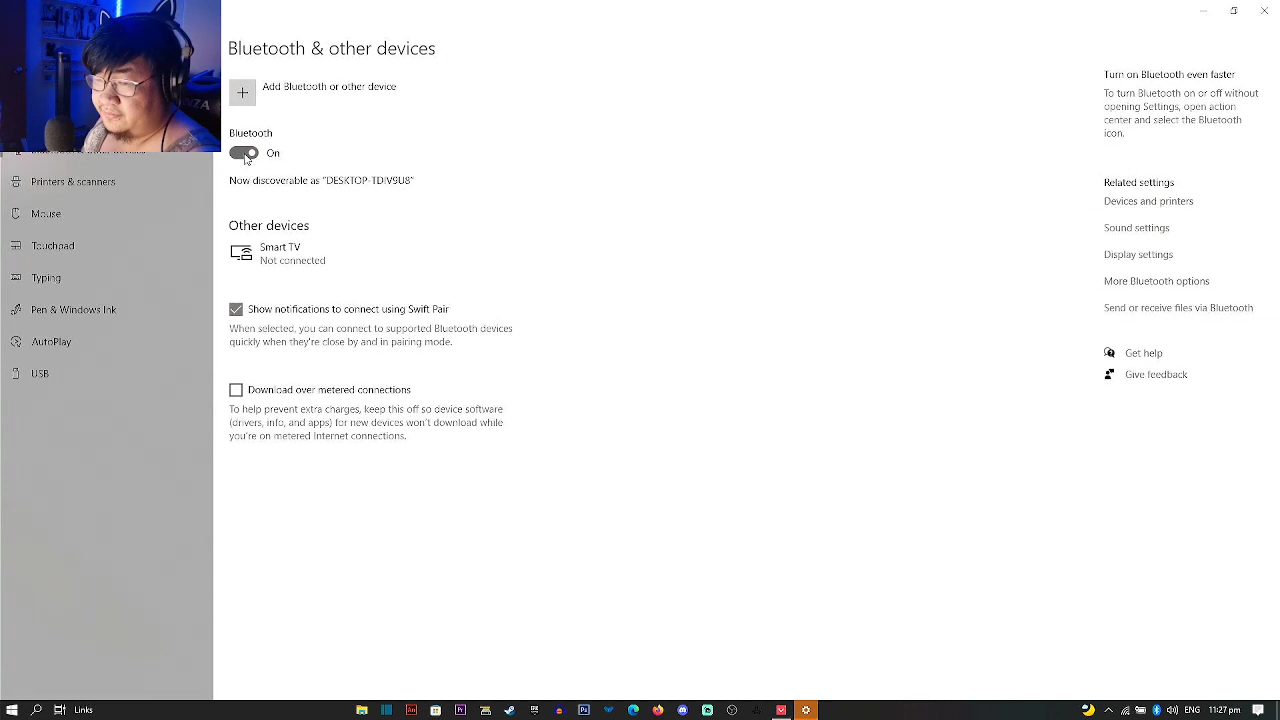 Bluetooth & other devices
Add Bluetooth or other device
Bluetooth
On
Now discoverable as "DESKTOP-TDIV9U8"
Other devices
Smart TV
Not connected
Show notifications to connect using Swift Pair
When selected, you can connect to supported Bluetooth devices
quickly when they're close by and in pairing mode.
Download over metered connections
To help prevent extra charges, keep this off so device software
(drivers, info, and apps) for new devices won't download while
you're on metered Internet connections.
Printers & scanners
Mouse
Touchpad
Typing
Pen & Windows Ink
AutoPlay
USB
Turn on Bluetooth even faster
To turn Bluetooth on or off without
opening Settings, open action
center and select the Bluetooth
icon.
Related settings
Devices and printers
Sound settings
Display settings
More Bluetooth options
Send or receive files via Bluetooth
Get help
Give feedback
Links
11:27 pm